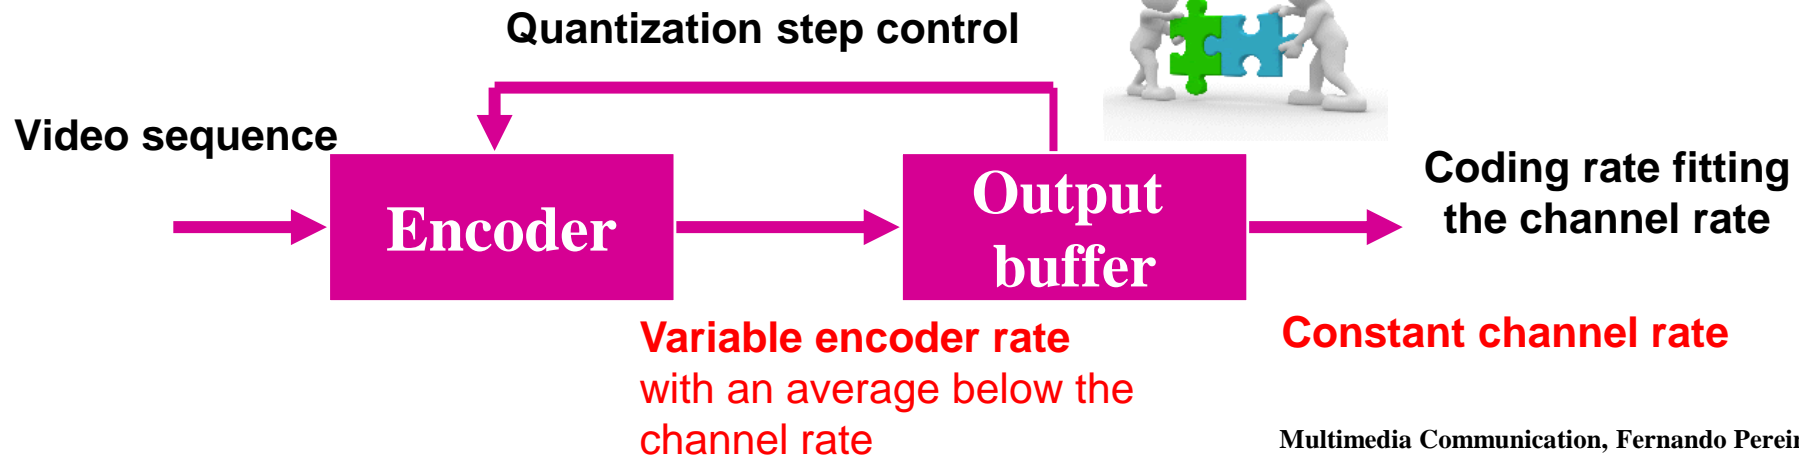 Quantization step control
Video sequence
Encoder
Output
buffer
Coding rate fitting
the channel rate
Variable encoder rate
with an average below the
channel rate
Constant channel rate
Multimedia Communication, Fernando